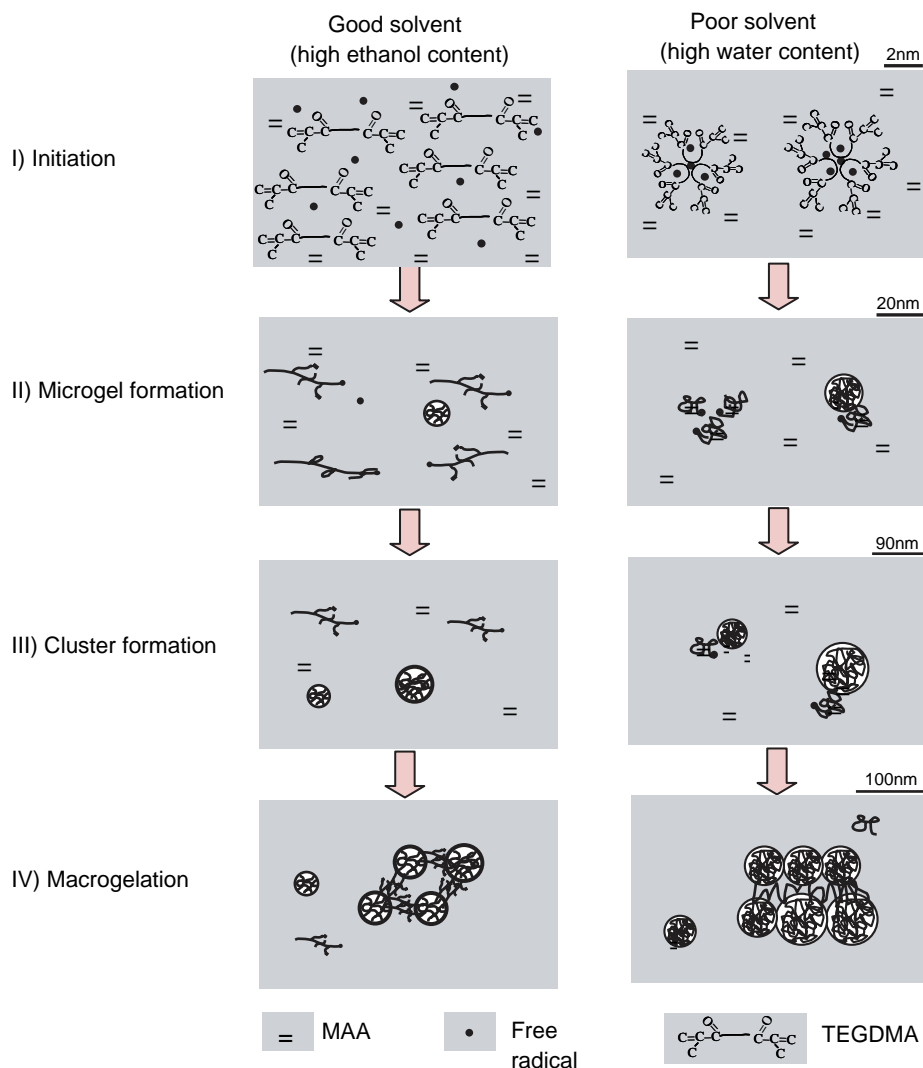 Good solvent
(high ethanol content)
Poor solvent
(high water content)
2nm
I) Initiation
20nm
II) Microgel formation
90nm
III) Cluster formation
100nm
IV) Macrogelation
= MAA
Free
radical
TEGDMA